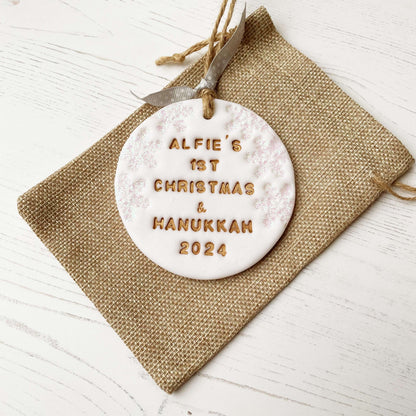 ALFIE'S
1ST
CHRISTMAS
&
HANUKKAH
2024